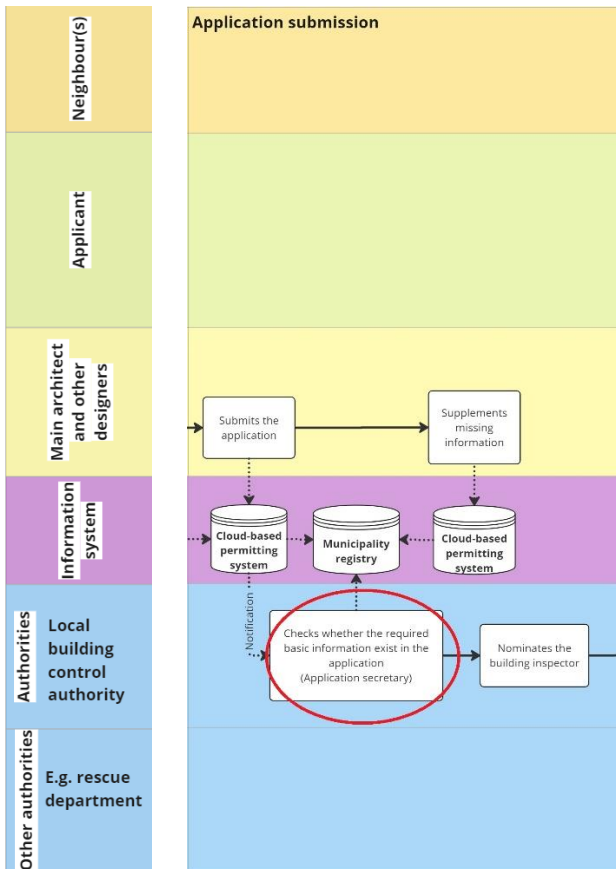 Application submission
Neighbour(s)
Applicant
Main architect
and other
designers
Submits the
application
Supplements
missing
information
Information
system
Cloud-based
permitting
system
Municipality
registry
Cloud-based
permitting
system
Notification
Authorities
Local
building
control
authority
Checks whether the required
basic information exist in the
application
(Application secretary)
Nominates the
building inspector
Other authorities
E.g. rescue
department